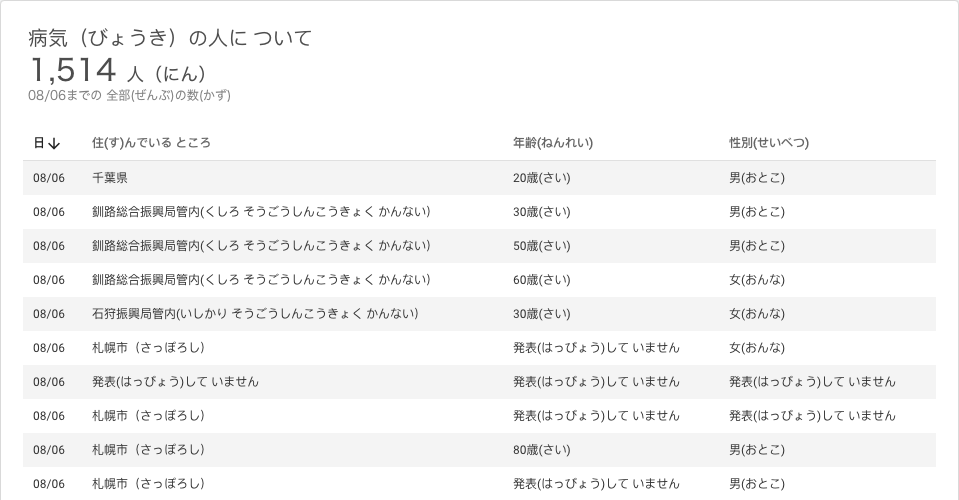 病気（びょうき）の人に ついて
1,514 人（にん）
08/06までの 全部(ぜんぶ)の数(かず)
日↓ 住(す)んでいる ところ 年齢(ねんれい) 性別(せいべつ)
08/06 千葉県 20歳(さい) 男(おとこ)
08/06 釧路総合振興局管内(くしろ そうごうしんこうきょく かんない） 30歳(さい) 男(おとこ)
08/06 釧路総合振興局管内(くしろ そうごうしんこうきょく かんない） 50歳(さい) 男(おとこ)
08/06 釧路総合振興局管内(くしろ そうごうしんこうきょく かんない） 60歳(さい) 女(おんな)
08/06 石狩振興局管内(いしかり そうごうしんこうきょく かんない） 30歳(さい) 女(おんな)
08/06 札幌市（さっぽろし） 発表(はっぴょう)して いません 女(おんな)
08/06 発表(はっぴょう)して いません 発表(はっぴょう)して いません 発表(はっぴょう)して いません
08/06 札幌市（さっぽろし） 発表(はっぴょう)して いません 発表(はっぴょう)して いません
08/06 札幌市（さっぽろし） 80歳(さい) 男(おとこ)
08/06 札幌市（さっぽろし） 発表(はっぴょう)して いません 男(おとこ)